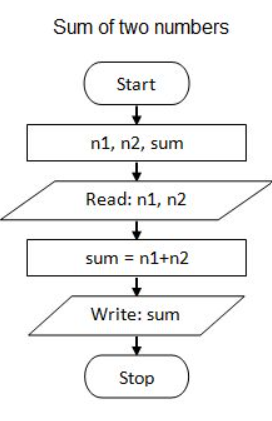 Sum of two numbers
Start
n1, n2, sum
Read: n1, n2
sum = n1+n2
Write: sum
Stop